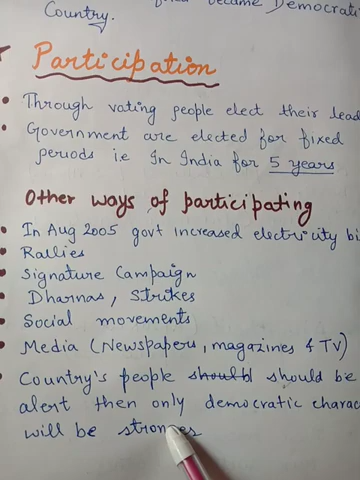 became Democrati
Country.
Participation
• Through voting people elect their lead
• Government are elected for fixed
periods i.e In India for 5 years
Other ways of participating
• In Aug 2005 govt increased electricity bi
• Rallies
• Signature Campaign
• Dharnas, Strikes
• Social movements
• Media (Newspapers, magazines & TV)
• Country's people should should be
alert then only democratic charac
will be